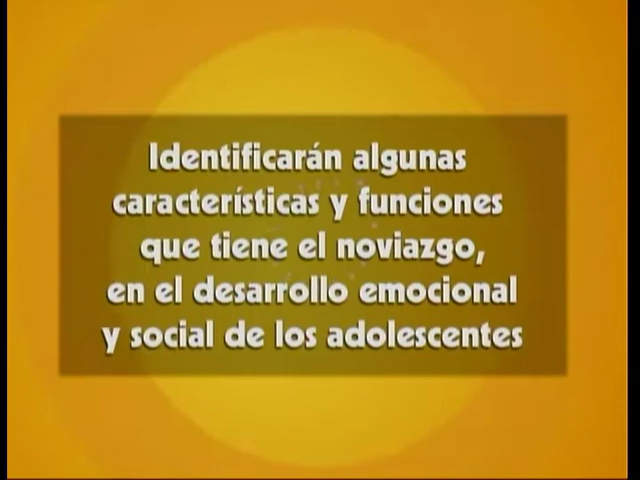 Identificarán algunas
características y funciones
que tiene el noviazgo,
en el desarrollo emocional
y social de los adolescentes